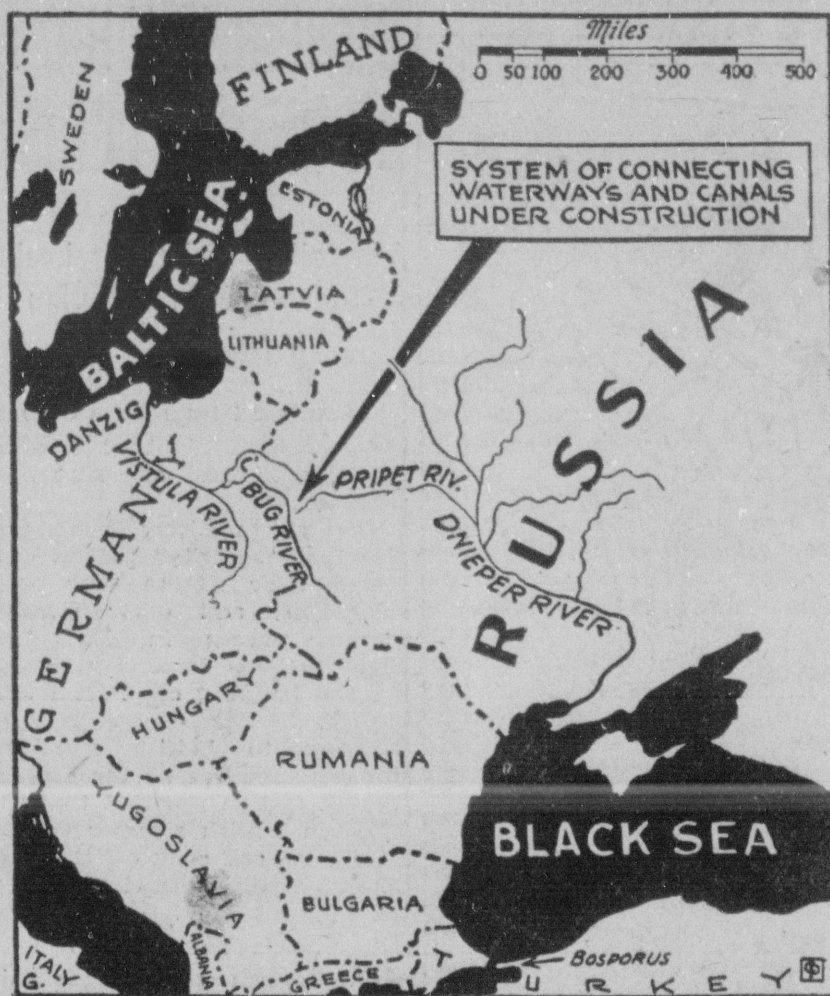 Miles
0 50 100 200 300 400 500
FINLAND
SWEDEN
SYSTEM OF CONNECTING
WATERWAYS AND CANALS
UNDER CONSTRUCTION
ESTONIA
BALTIC SEA
LATVIA
LITHUANIA
RUSSIA
DANZIG
VISTULA RIVER
BUG RIVER
PRIPET RIV.
DNIEPER RIVER
GERMANY
HUNGARY
RUMANIA
YUGOSLAVIA
BLACK SEA
BULGARIA
ITALY
G.
ALBANIA
GREECE
BOSPORUS
TURKEY